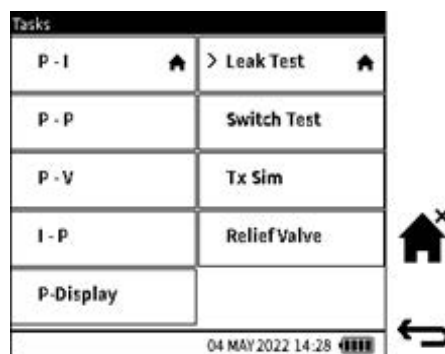 Tasks
P - I
> Leak Test
P - P
Switch Test
P - V
Tx Sim
I - P
Relief Valve
P-Display
04 MAY 2022 14:28